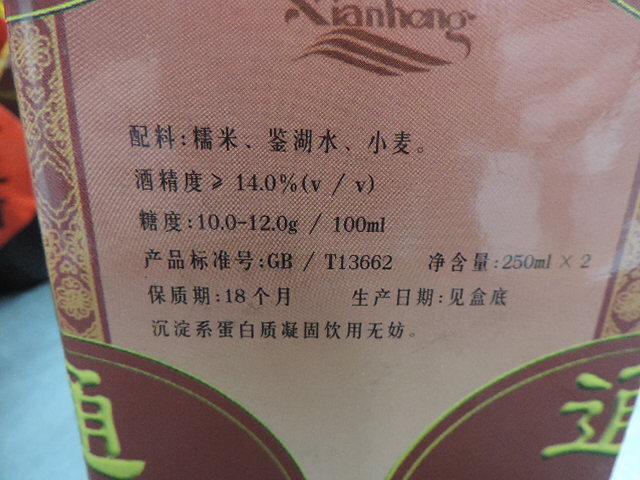 Xianheng
配料:糯米、鉴湖水、小麦。
酒精度≥14.0%(v / v)
糖度:10.0-12.0g / 100ml
产品标准号:GB / T13662 净含量:250ml×2
保质期:18个月 生产日期:见盒底
沉淀系蛋白质凝固饮用无妨。
通
通